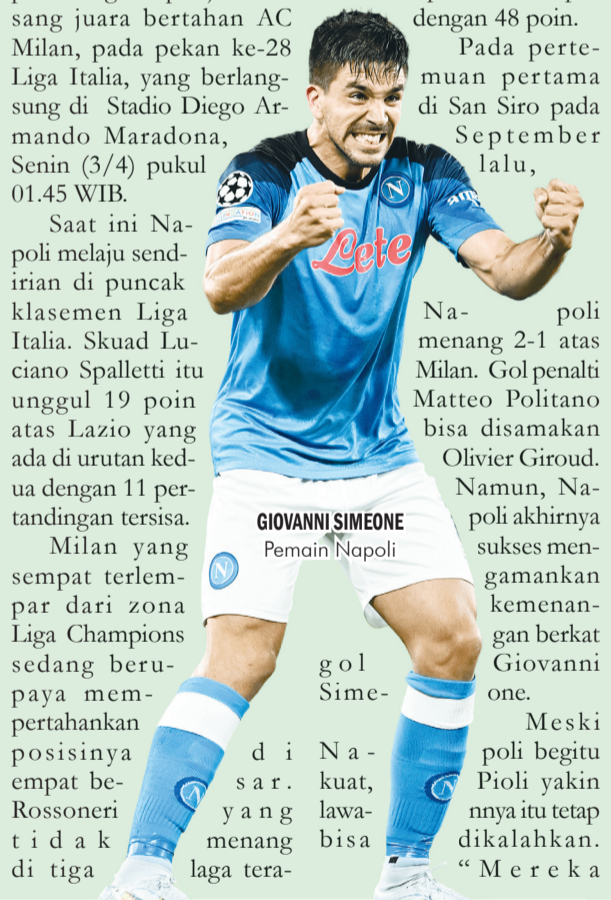 sang juara bertahan AC
Milan, pada pekan ke-28
Liga Italia, yang berlang-
sung di Stadio Diego Ar-
mando Maradona,
Senin (3/4) pukul
01.45 WIB.
Saat ini Na-
poli melaju send-
irian di puncak
klasemen Liga
Italia. Skuad Lu-
ciano Spalletti itu
unggul 19 poin
atas Lazio yang
ada di urutan ked-
ua dengan 11 per-
tandingan tersisa.
Milan yang
sempat terlem-
par dari zona
Liga Champions
sedang beru-
paya mem-
pertahankan
posisinya di
empat be- sar.
Rossoneri yang
tidak menang
di tiga laga tera-
Lete
N
GIOVANNI SIMEONE
Pemain Napoli
N
N
N
dengan 48 poin.
Pada perte-
muan pertama
di San Siro pada
September
lalu,
Na- poli
menang 2-1 atas
Milan. Gol penalti
Matteo Politano
bisa disamakan
Olivier Giroud.
Namun, Na-
poli akhirnya
sukses men-
gamankan
kemenan-
gan berkat
gol Giovanni
Sime- one.
Meski
Na- poli begitu
kuat, Pioli yakin
lawa- nnya itu tetap
bisa dikalahkan.
“Mereka